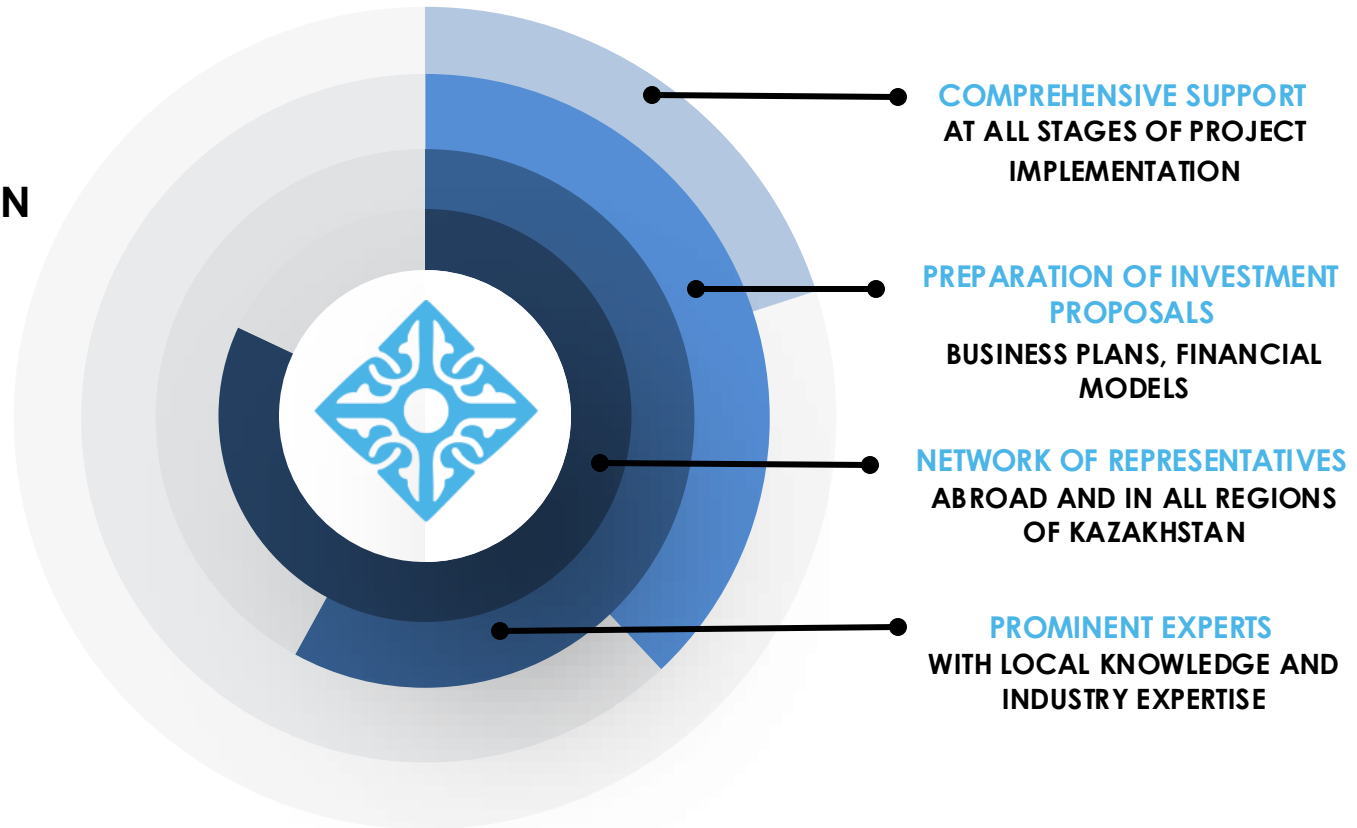 N
COMPREHENSIVE SUPPORT
AT ALL STAGES OF PROJECT
IMPLEMENTATION
PREPARATION OF INVESTMENT
PROPOSALS
BUSINESS PLANS, FINANCIAL
MODELS
NETWORK OF REPRESENTATIVES
ABROAD AND IN ALL REGIONS
OF KAZAKHSTAN
PROMINENT EXPERTS
WITH LOCAL KNOWLEDGE AND
INDUSTRY EXPERTISE